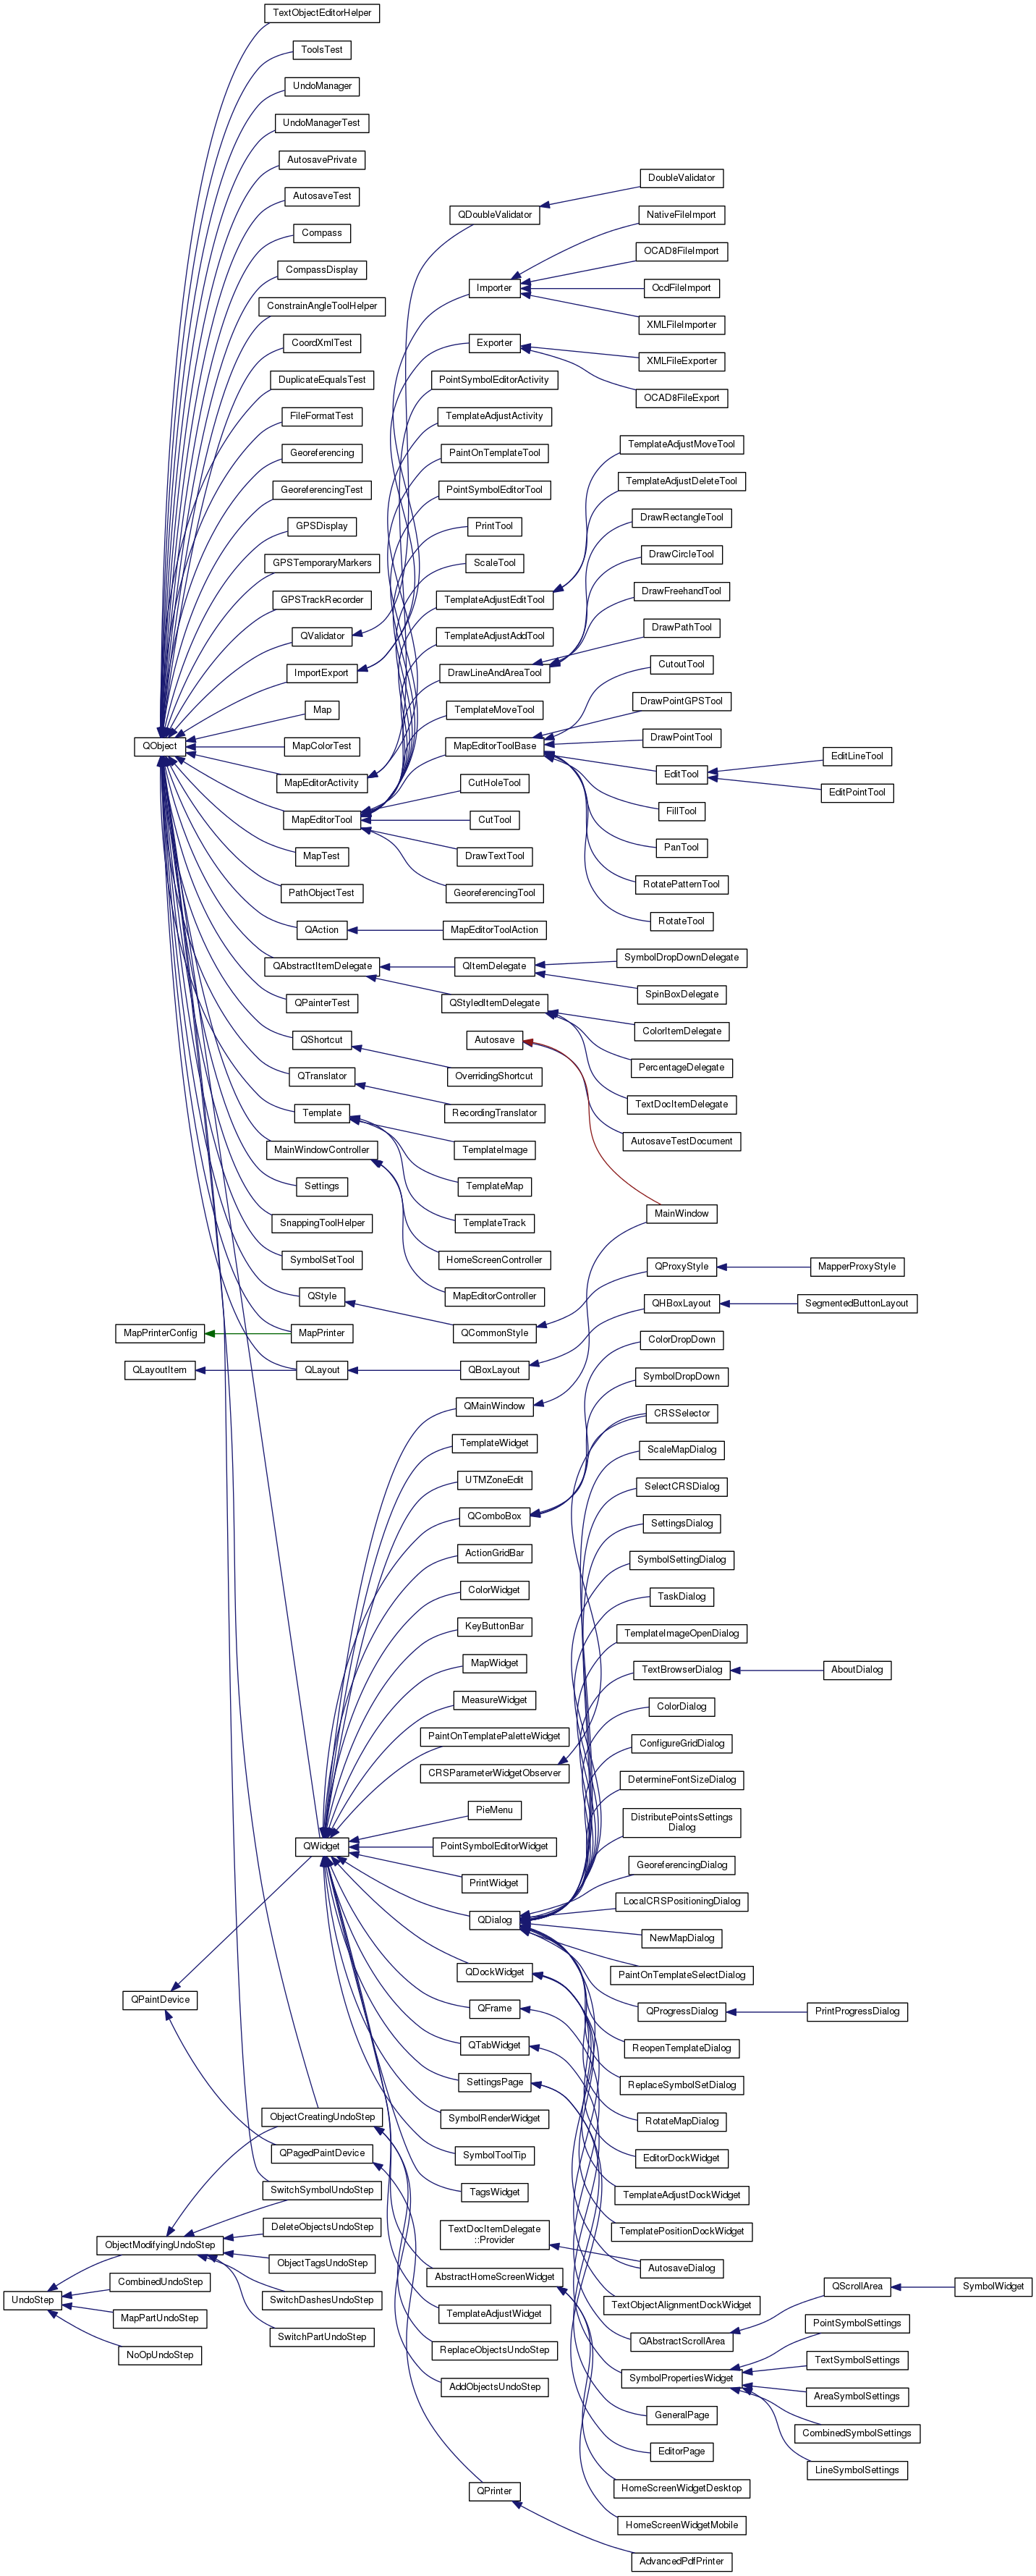 TextObjectEditorHelper
ToolsTest
UndoManager
UndoManagerTest
AutosavePrivate
AutosaveTest
Compass
CompassDisplay
ConstrainAngleToolHelper
CoordXmlTest
DuplicateEqualsTest
FileFormatTest
Georeferencing
GeoreferencingTest
GPSDisplay
GPSTemporaryMarkers
GPSTrackRecorder
QValidator
ImportExport
Map
QObject
MapColorTest
MapEditorActivity
MapEditorTool
MapTest
PathObjectTest
QAction
QAbstractItemDelegate
QPainterTest
QShortcut
QTranslator
Template
MainWindowController
Settings
SnappingToolHelper
SymbolSetTool
QStyle
MapPrinterConfig
MapPrinter
QLayoutItem
QLayout
QWidget
QPaintDevice
ObjectCreatingUndoStep
QPagedPaintDevice
SwitchSymbolUndoStep
ObjectModifyingUndoStep
DeleteObjectsUndoStep
ObjectTagsUndoStep
SwitchDashesUndoStep
SwitchPartUndoStep
UndoStep
CombinedUndoStep
MapPartUndoStep
NoOpUndoStep
QDoubleValidator
Importer
Exporter
PointSymbolEditorActivity
TemplateAdjustActivity
PaintOnTemplateTool
PointSymbolEditorTool
PrintTool
ScaleTool
TemplateAdjustEditTool
TemplateAdjustAddTool
DrawLineAndAreaTool
TemplateMoveTool
MapEditorToolBase
CutHoleTool
CutTool
DrawTextTool
GeoreferencingTool
MapEditorToolAction
QItemDelegate
QStyledItemDelegate
Autosave
OverridingShortcut
RecordingTranslator
TemplateImage
TemplateMap
TemplateTrack
HomeScreenController
MapEditorController
QCommonStyle
QBoxLayout
QMainWindow
TemplateWidget
UTMZoneEdit
QComboBox
ActionGridBar
ColorWidget
KeyButtonBar
MapWidget
MeasureWidget
PaintOnTemplatePaletteWidget
CRSParameterWidgetObserver
PieMenu
PointSymbolEditorWidget
PrintWidget
QDialog
QDockWidget
QFrame
QTabWidget
SettingsPage
SymbolRenderWidget
SymbolToolTip
TagsWidget
TextDocItemDelegate
::Provider
AbstractHomeScreenWidget
TemplateAdjustWidget
ReplaceObjectsUndoStep
AddObjectsUndoStep
QPrinter
DoubleValidator
NativeFileImport
OCAD8FileImport
OcdFileImport
XMLFileImporter
XMLFileExporter
OCAD8FileExport
TemplateAdjustMoveTool
TemplateAdjustDeleteTool
DrawRectangleTool
DrawCircleTool
DrawFreehandTool
DrawPathTool
CutoutTool
DrawPointGPSTool
DrawPointTool
EditTool
FillTool
PanTool
RotatePatternTool
RotateTool
SymbolDropDownDelegate
SpinBoxDelegate
ColorItemDelegate
PercentageDelegate
TextDocItemDelegate
AutosaveTestDocument
MainWindow
QProxyStyle
QHBoxLayout
ColorDropDown
SymbolDropDown
CRSSelector
ScaleMapDialog
SelectCRSDialog
SettingsDialog
SymbolSettingDialog
TaskDialog
TemplateImageOpenDialog
TextBrowserDialog
ColorDialog
ConfigureGridDialog
DetermineFontSizeDialog
DistributePointsSettings
Dialog
GeoreferencingDialog
LocalCRSPositioningDialog
NewMapDialog
PaintOnTemplateSelectDialog
QProgressDialog
ReopenTemplateDialog
ReplaceSymbolSetDialog
RotateMapDialog
EditorDockWidget
TemplateAdjustDockWidget
TemplatePositionDockWidget
AutosaveDialog
TextObjectAlignmentDockWidget
QAbstractScrollArea
SymbolPropertiesWidget
GeneralPage
EditorPage
HomeScreenWidgetDesktop
HomeScreenWidgetMobile
AdvancedPdfPrinter
EditLineTool
EditPointTool
MapperProxyStyle
SegmentedButtonLayout
AboutDialog
PrintProgressDialog
QScrollArea
PointSymbolSettings
TextSymbolSettings
AreaSymbolSettings
CombinedSymbolSettings
LineSymbolSettings
SymbolWidget